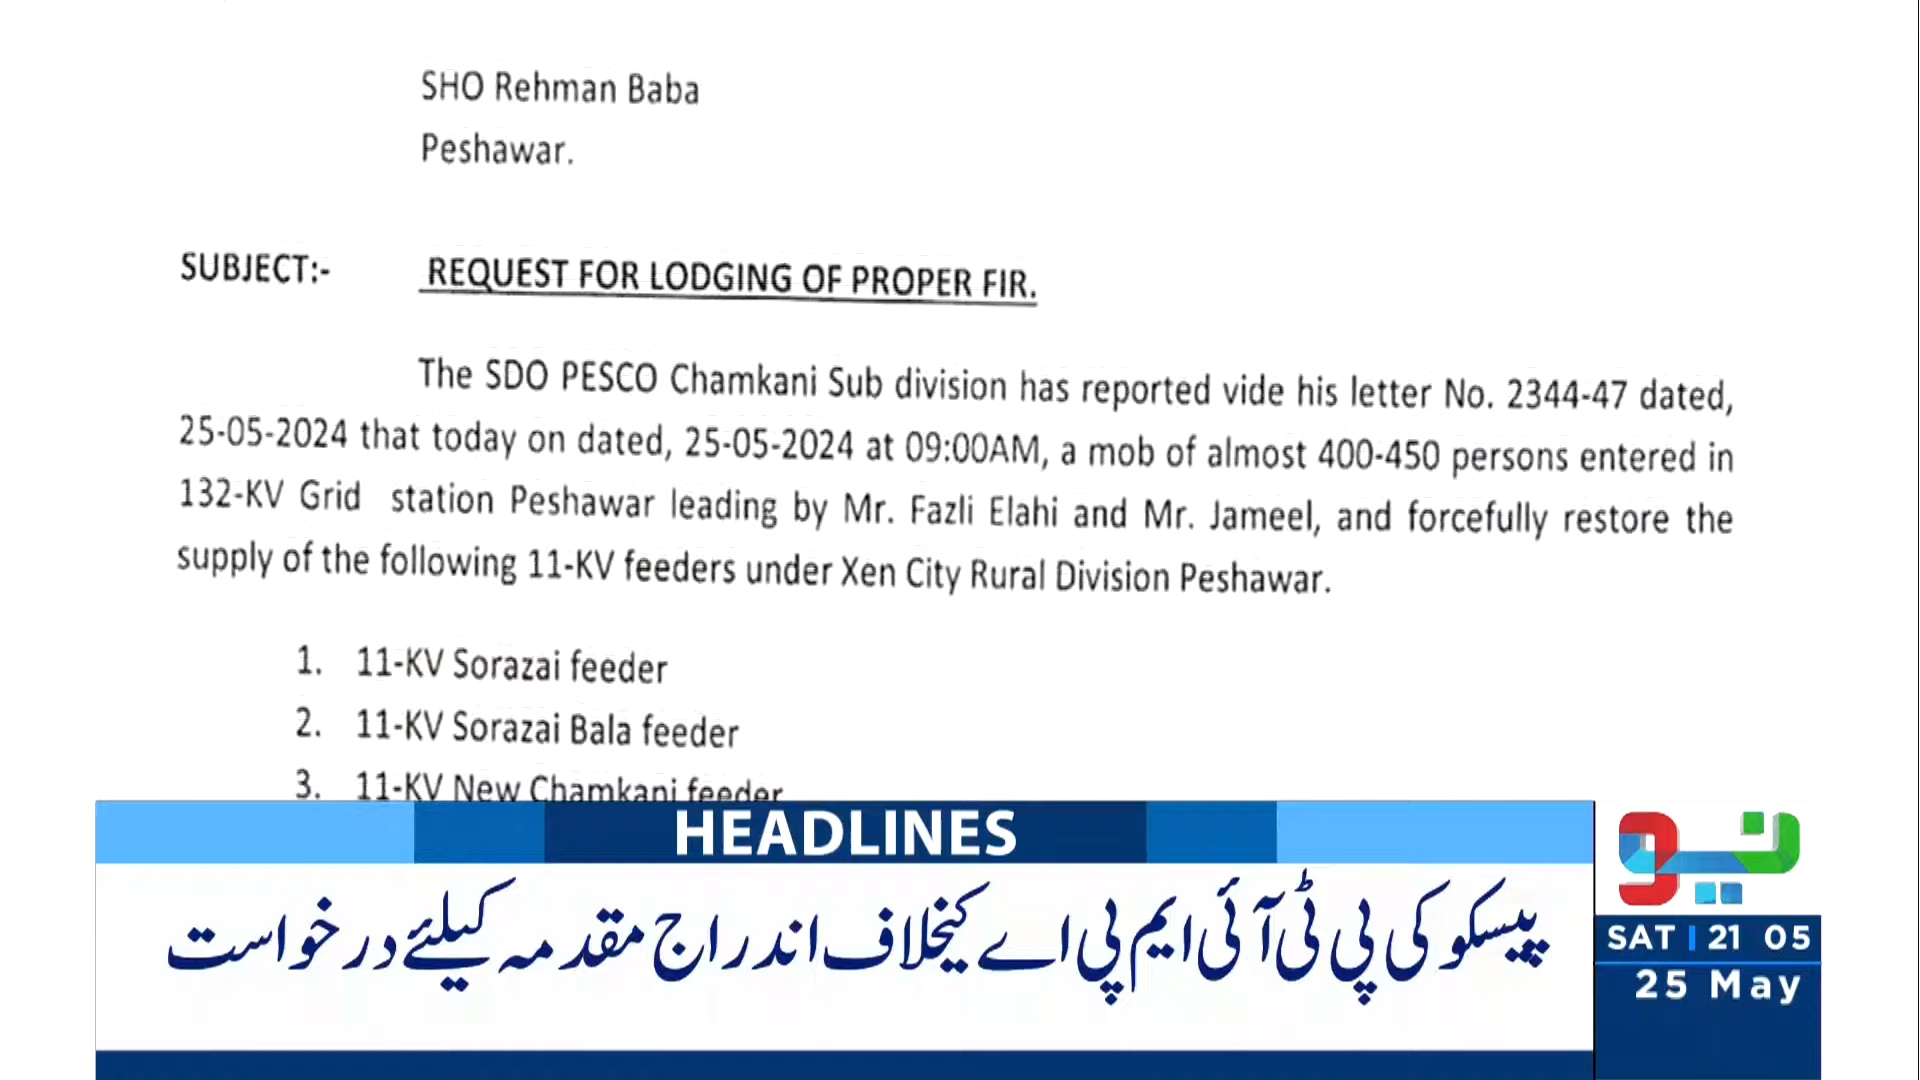 SHO Rehman Baba
Peshawar.
SUBJECT:- REQUEST FOR LODGING OF PROPER FIR.
The SDO PESCO Chamkani Sub division has reported vide his letter No. 2344-47 dated,
25-05-2024 that today on dated, 25-05-2024 at 09:00AM, a mob of almost 400-450 persons entered in
132-KV Grid station Peshawar leading by Mr. Fazli Elahi and Mr. Jameel, and forcefully restore the
supply of the following 11-KV feeders under Xen City Rural Division Peshawar.
1. 11-KV Sorazai feeder
2. 11-KV Sorazai Bala feeder
3. 11-KV New Chamkani feeder
HEADLINES
پیسکو کی پی ٹی آئی ایم پی اے کیخلاف اندراج مقدمہ کیلئے درخواست
نیو
SAT 21 05
25 May